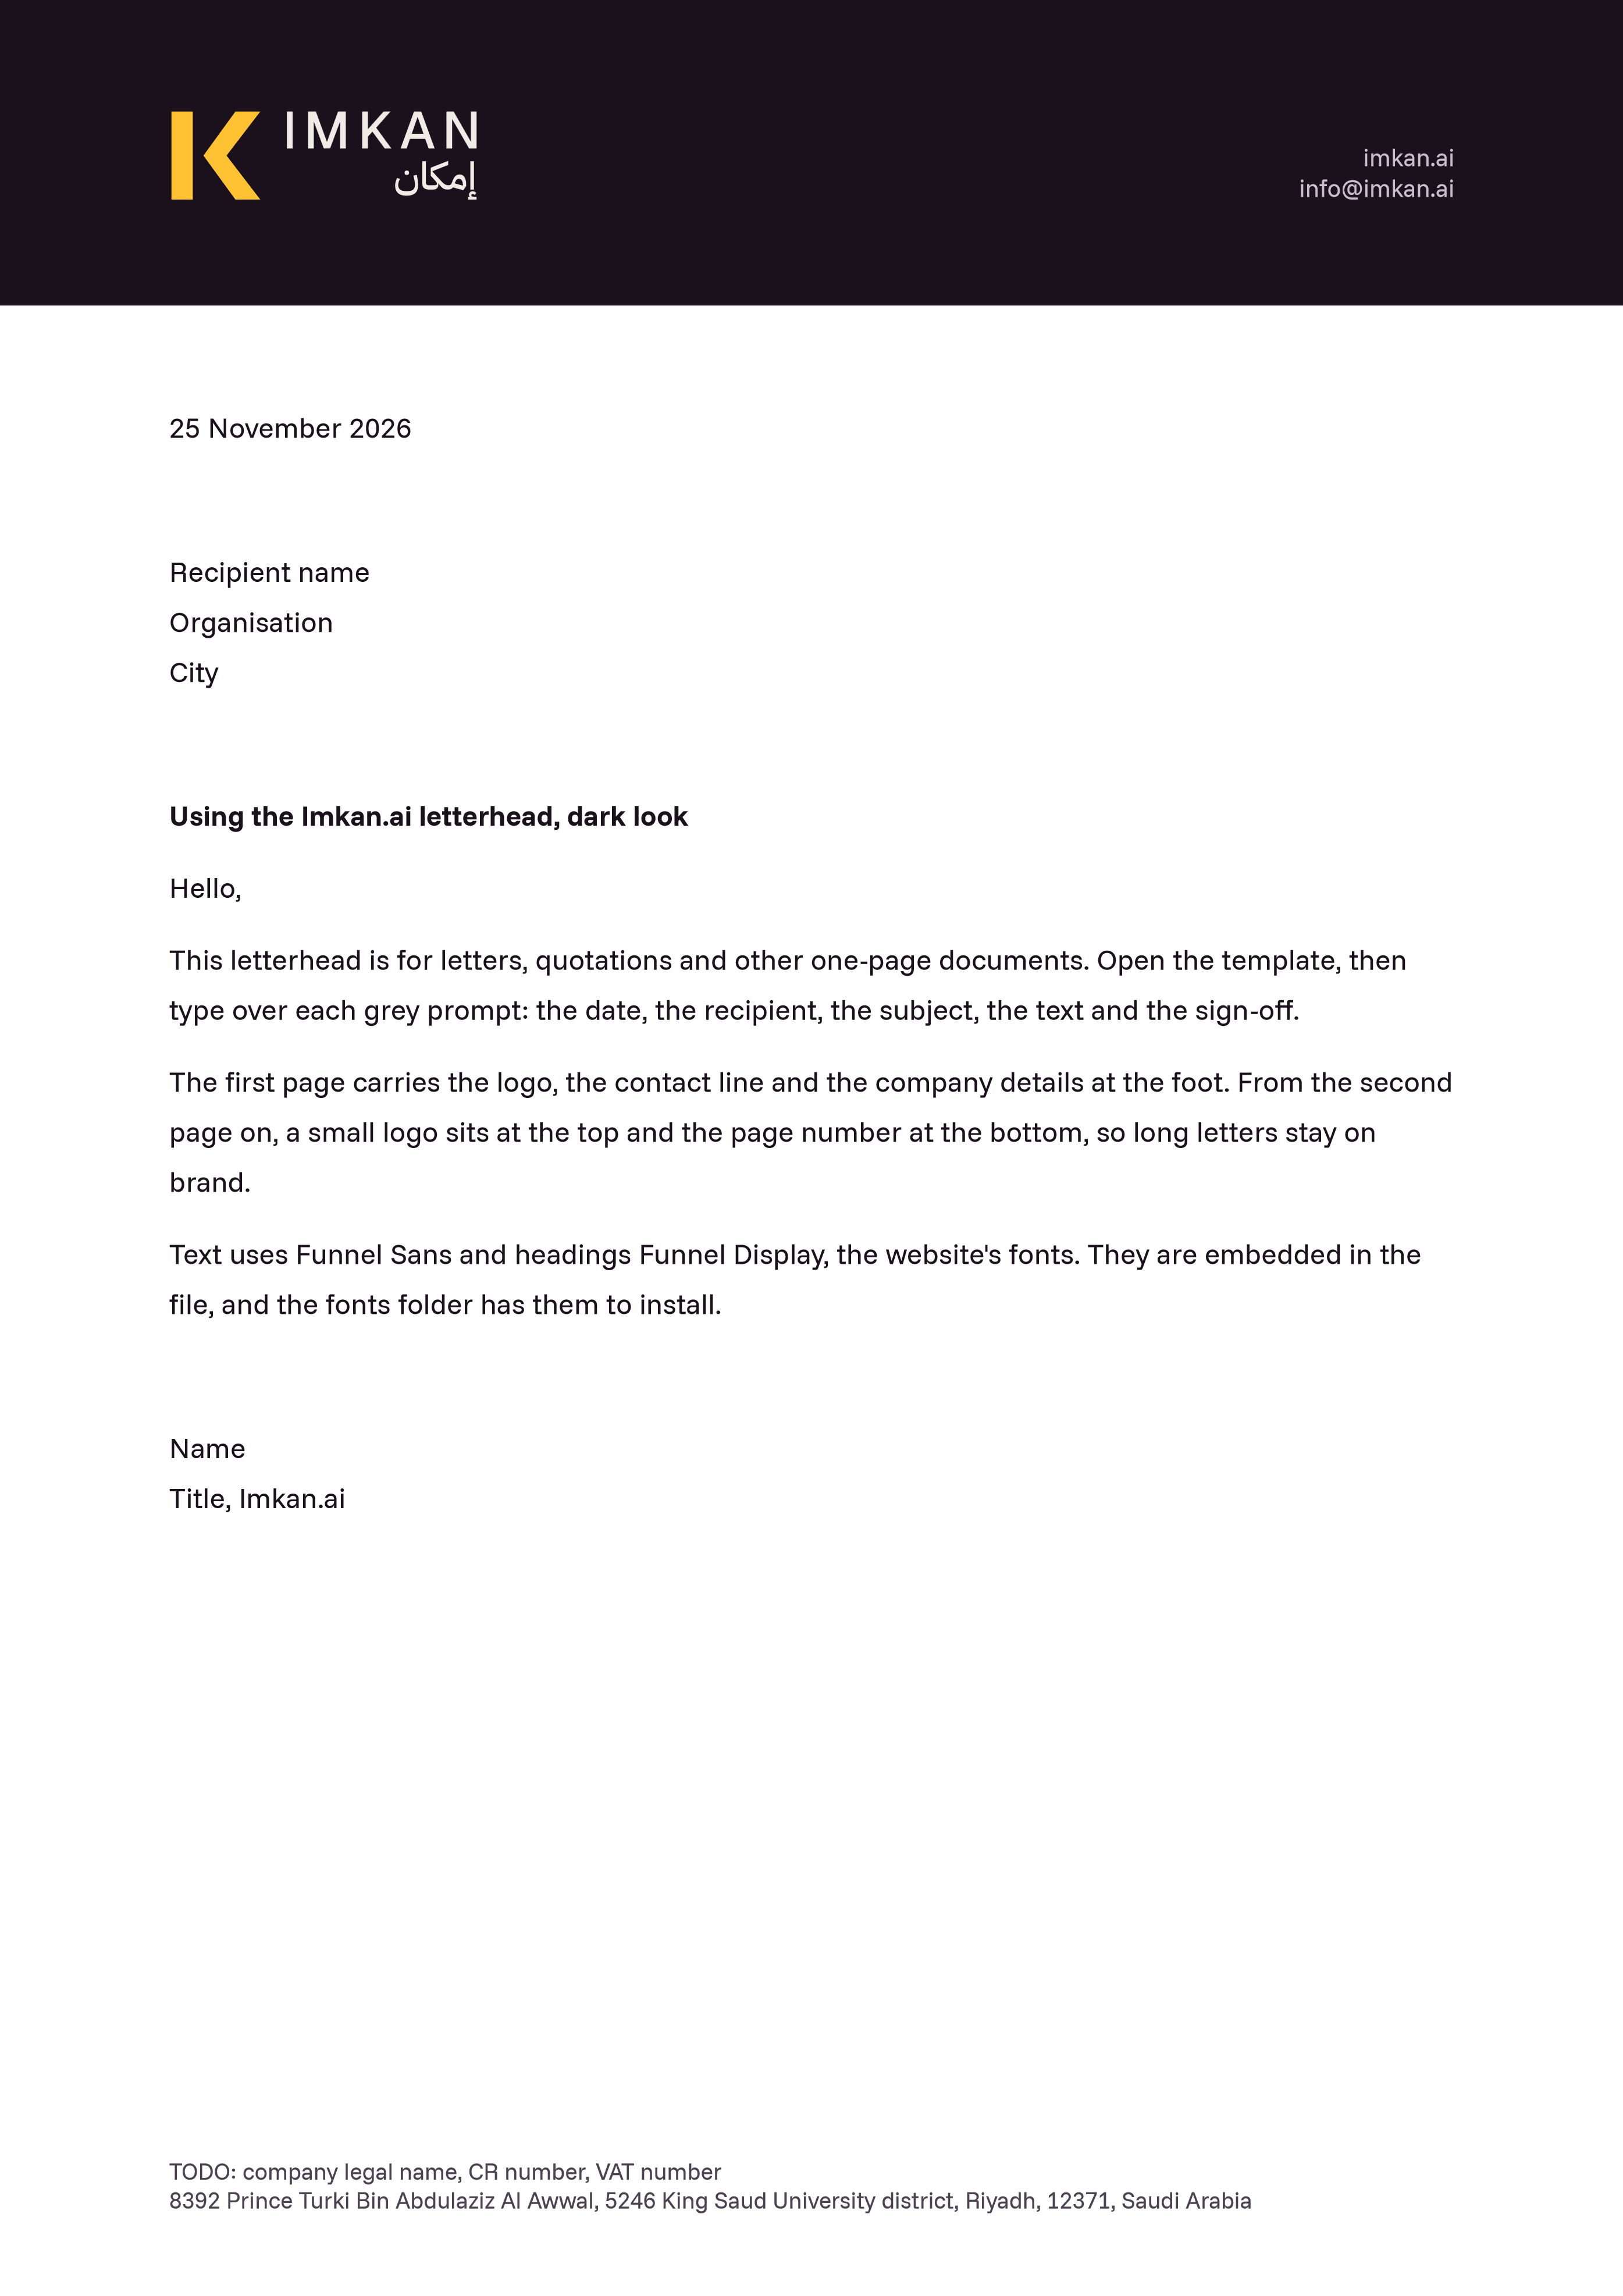 IMKAN
إمكان
imkan.ai
info@imkan.ai
25 November 2026
Recipient name
Organisation
City
Using the Imkan.ai letterhead, dark look
Hello,
This letterhead is for letters, quotations and other one-page documents. Open the template, then
type over each grey prompt: the date, the recipient, the subject, the text and the sign-off.
The first page carries the logo, the contact line and the company details at the foot. From the second
page on, a small logo sits at the top and the page number at the bottom, so long letters stay on
brand.
Text uses Funnel Sans and headings Funnel Display, the website's fonts. They are embedded in the
file, and the fonts folder has them to install.
Name
Title, Imkan.ai
TODO: company legal name, CR number, VAT number
8392 Prince Turki Bin Abdulaziz Al Awwal, 5246 King Saud University district, Riyadh, 12371, Saudi Arabia